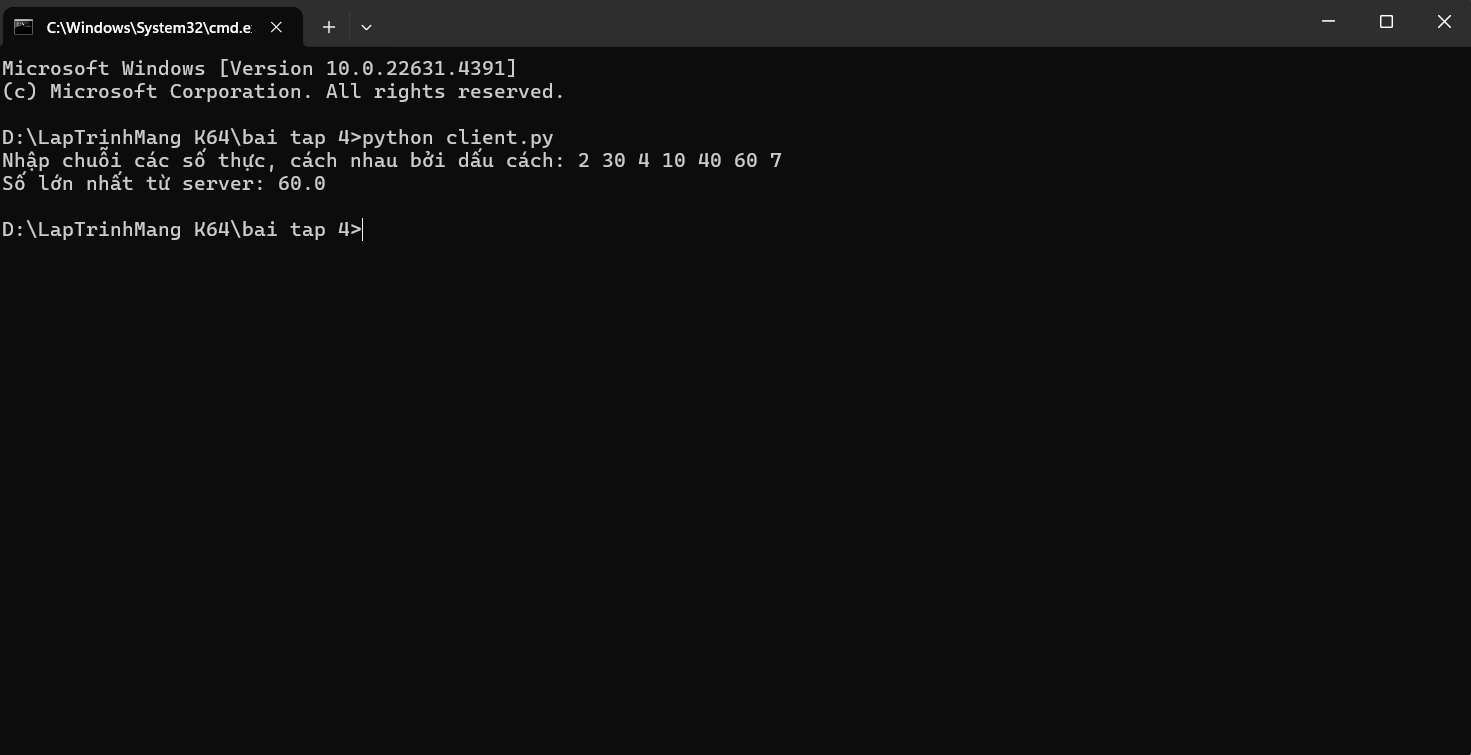 C:\Windows\System32\cmd.e
Microsoft Windows [Version 10.0.22631.4391]
(c) Microsoft Corporation. All rights reserved.
D:\LapTrinhMang K64\bai tap 4>python client.py
Nhập chuỗi các số thực, cách nhau bởi dấu cách: 2 30 4 10 40 60 7
Số lớn nhất từ server: 60.0
D:\LapTrinhMang K64\bai tap 4>